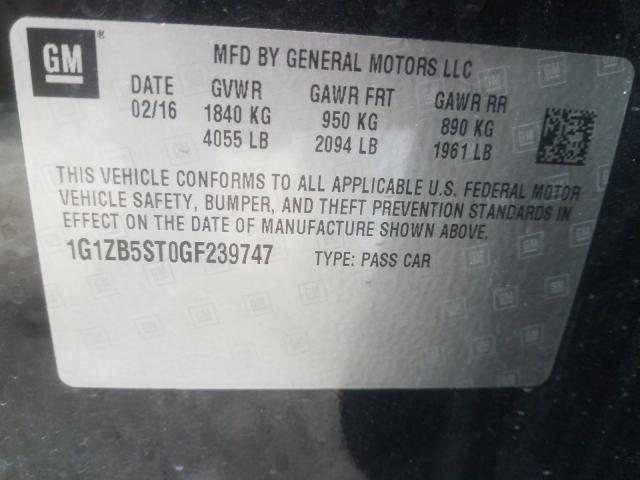 GM®
MFD BY GENERAL MOTORS LLC
DATE GVWR GAWR FRT GAWR RR
02/16 1840 KG 950 KG 890 KG
4055 LB 2094 LB 1961 LB
THIS VEHICLE CONFORMS TO ALL APPLICABLE U.S. FEDERAL MOTOR
VEHICLE SAFETY, BUMPER, AND THEFT PREVENTION STANDARDS IN
EFFECT ON THE DATE OF MANUFACTURE SHOWN ABOVE.
1G1ZB5ST0GF239747 TYPE: PASS CAR